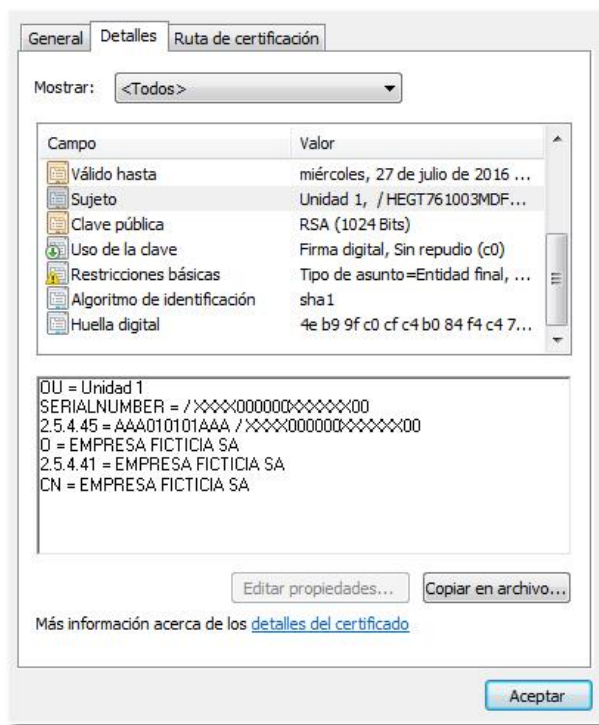 General Detalles Ruta de certificación
Mostrar: <Todos>
Campo Valor
Válido hasta miércoles, 27 de julio de 2016 ...
Sujeto Unidad 1, / HEGT761003MDF...
Clave pública RSA (1024 Bits)
Uso de la clave Firma digital, Sin repudio (c0)
Restricciones básicas Tipo de asunto=Entidad final, ...
Algoritmo de identificación sha1
Huella digital 4e b9 9f c0 cf c4 b0 84 f4 c4 7...
OU = Unidad 1
SERIALNUMBER = / XXXX000000XXXXXX00
2.5.4.45 = AAA010101AAA / XXXX000000XXXXXX00
O = EMPRESA FICTICIA SA
2.5.4.41 = EMPRESA FICTICIA SA
CN = EMPRESA FICTICIA SA
Editar propiedades... Copiar en archivo...
Más información acerca de los detalles del certificado
Aceptar